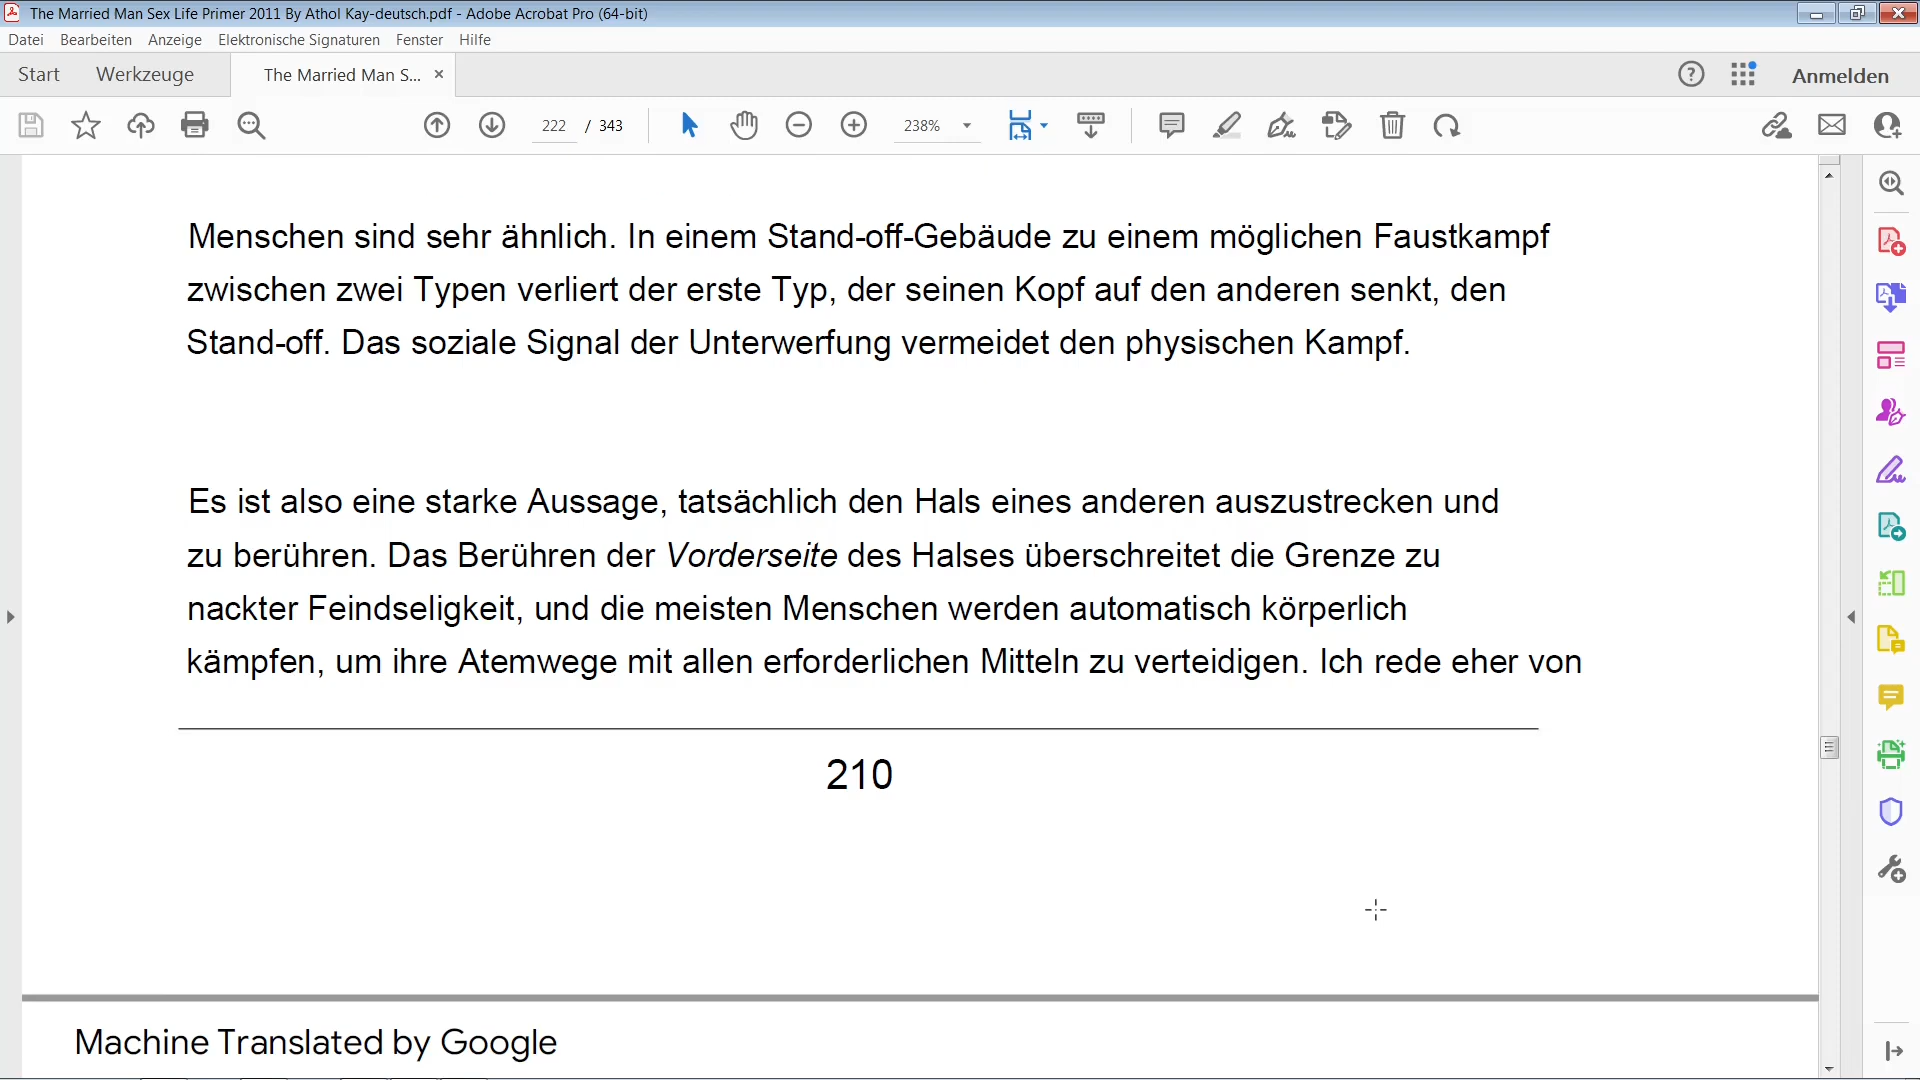 The Married Man Sex Life Primer 2011 By Athol Kay-deutsch.pdf - Adobe Acrobat Pro (64-bit)
Datei Bearbeiten Anzeige Elektronische Signaturen Fenster Hilfe
Start Werkzeuge The Married Man S... × Anmelden
222 / 343 238%
Menschen sind sehr ähnlich. In einem Stand-off-Gebäude zu einem möglichen Faustkampf
zwischen zwei Typen verliert der erste Typ, der seinen Kopf auf den anderen senkt, den
Stand-off. Das soziale Signal der Unterwerfung vermeidet den physischen Kampf.
Es ist also eine starke Aussage, tatsächlich den Hals eines anderen auszustrecken und
zu berühren. Das Berühren der Vorderseite des Halses überschreitet die Grenze zu
nackter Feindseligkeit, und die meisten Menschen werden automatisch körperlich
kämpfen, um ihre Atemwege mit allen erforderlichen Mitteln zu verteidigen. Ich rede eher von
210
Machine Translated by Google